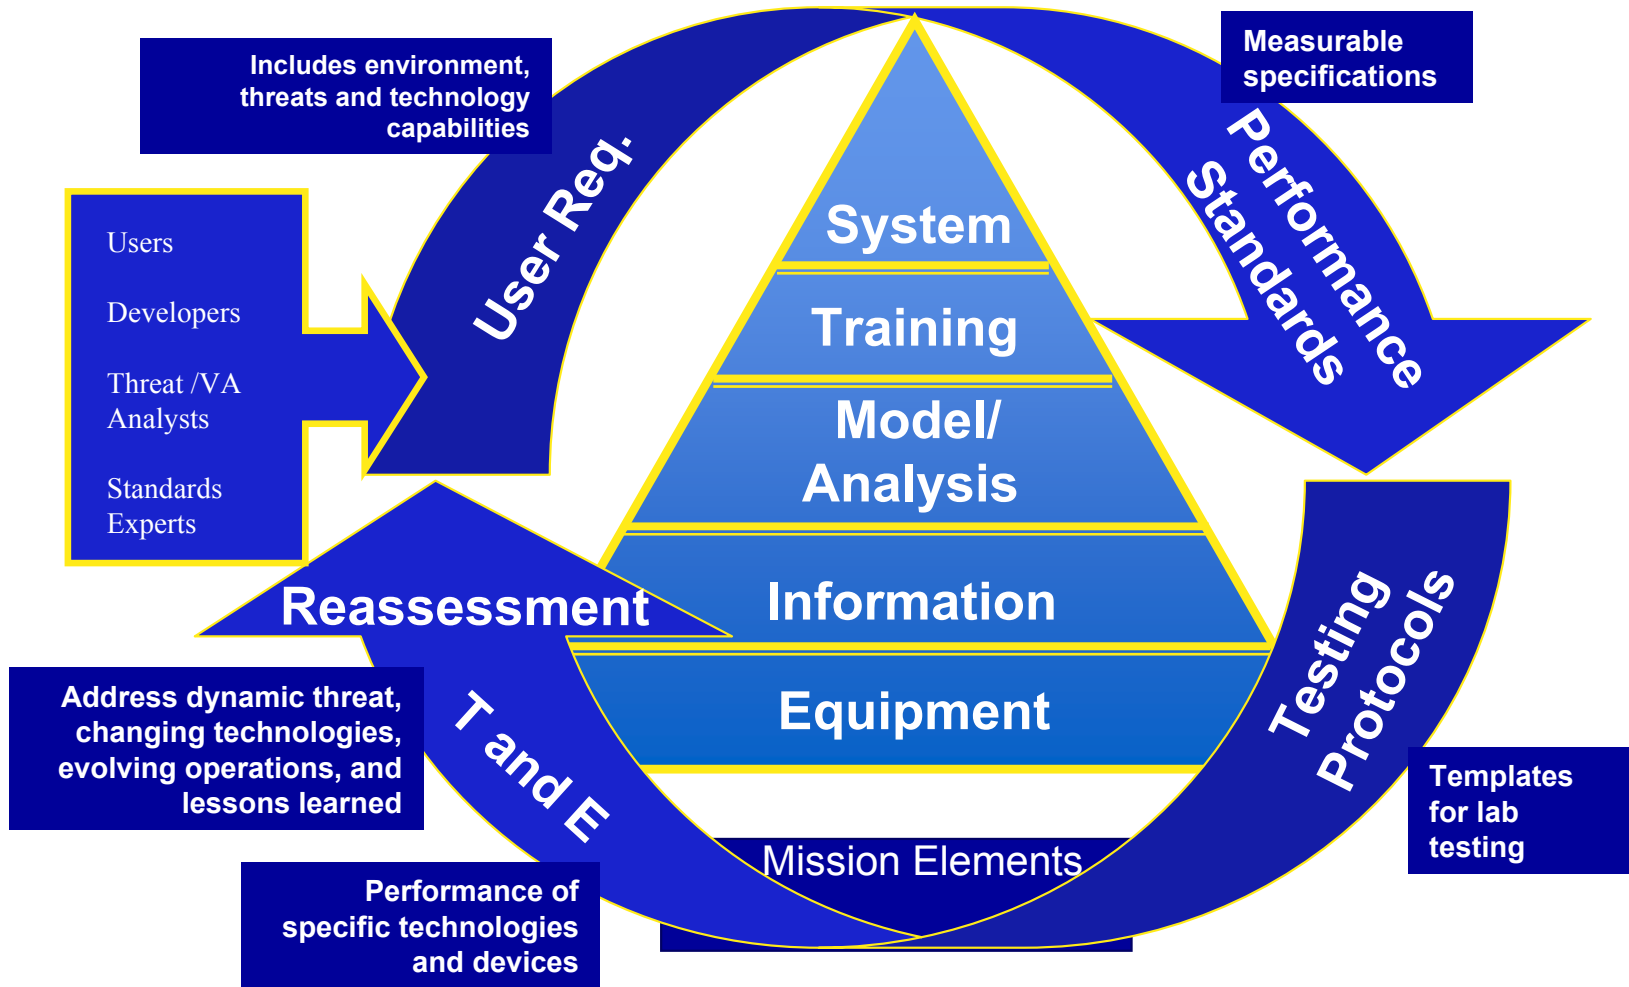 Includes environment,
threats and technology
capabilities
Measurable
specifications
User Req.
Performance
Standards
Users
Developers
Threat /VA
Analysts
Standards
Experts
System
Training
Model/
Analysis
Information
Equipment
Reassessment
T and E
Testing
Protocols
Address dynamic threat,
changing technologies,
evolving operations, and
lessons learned
Templates
for lab
testing
Mission Elements
Performance of
specific technologies
and devices